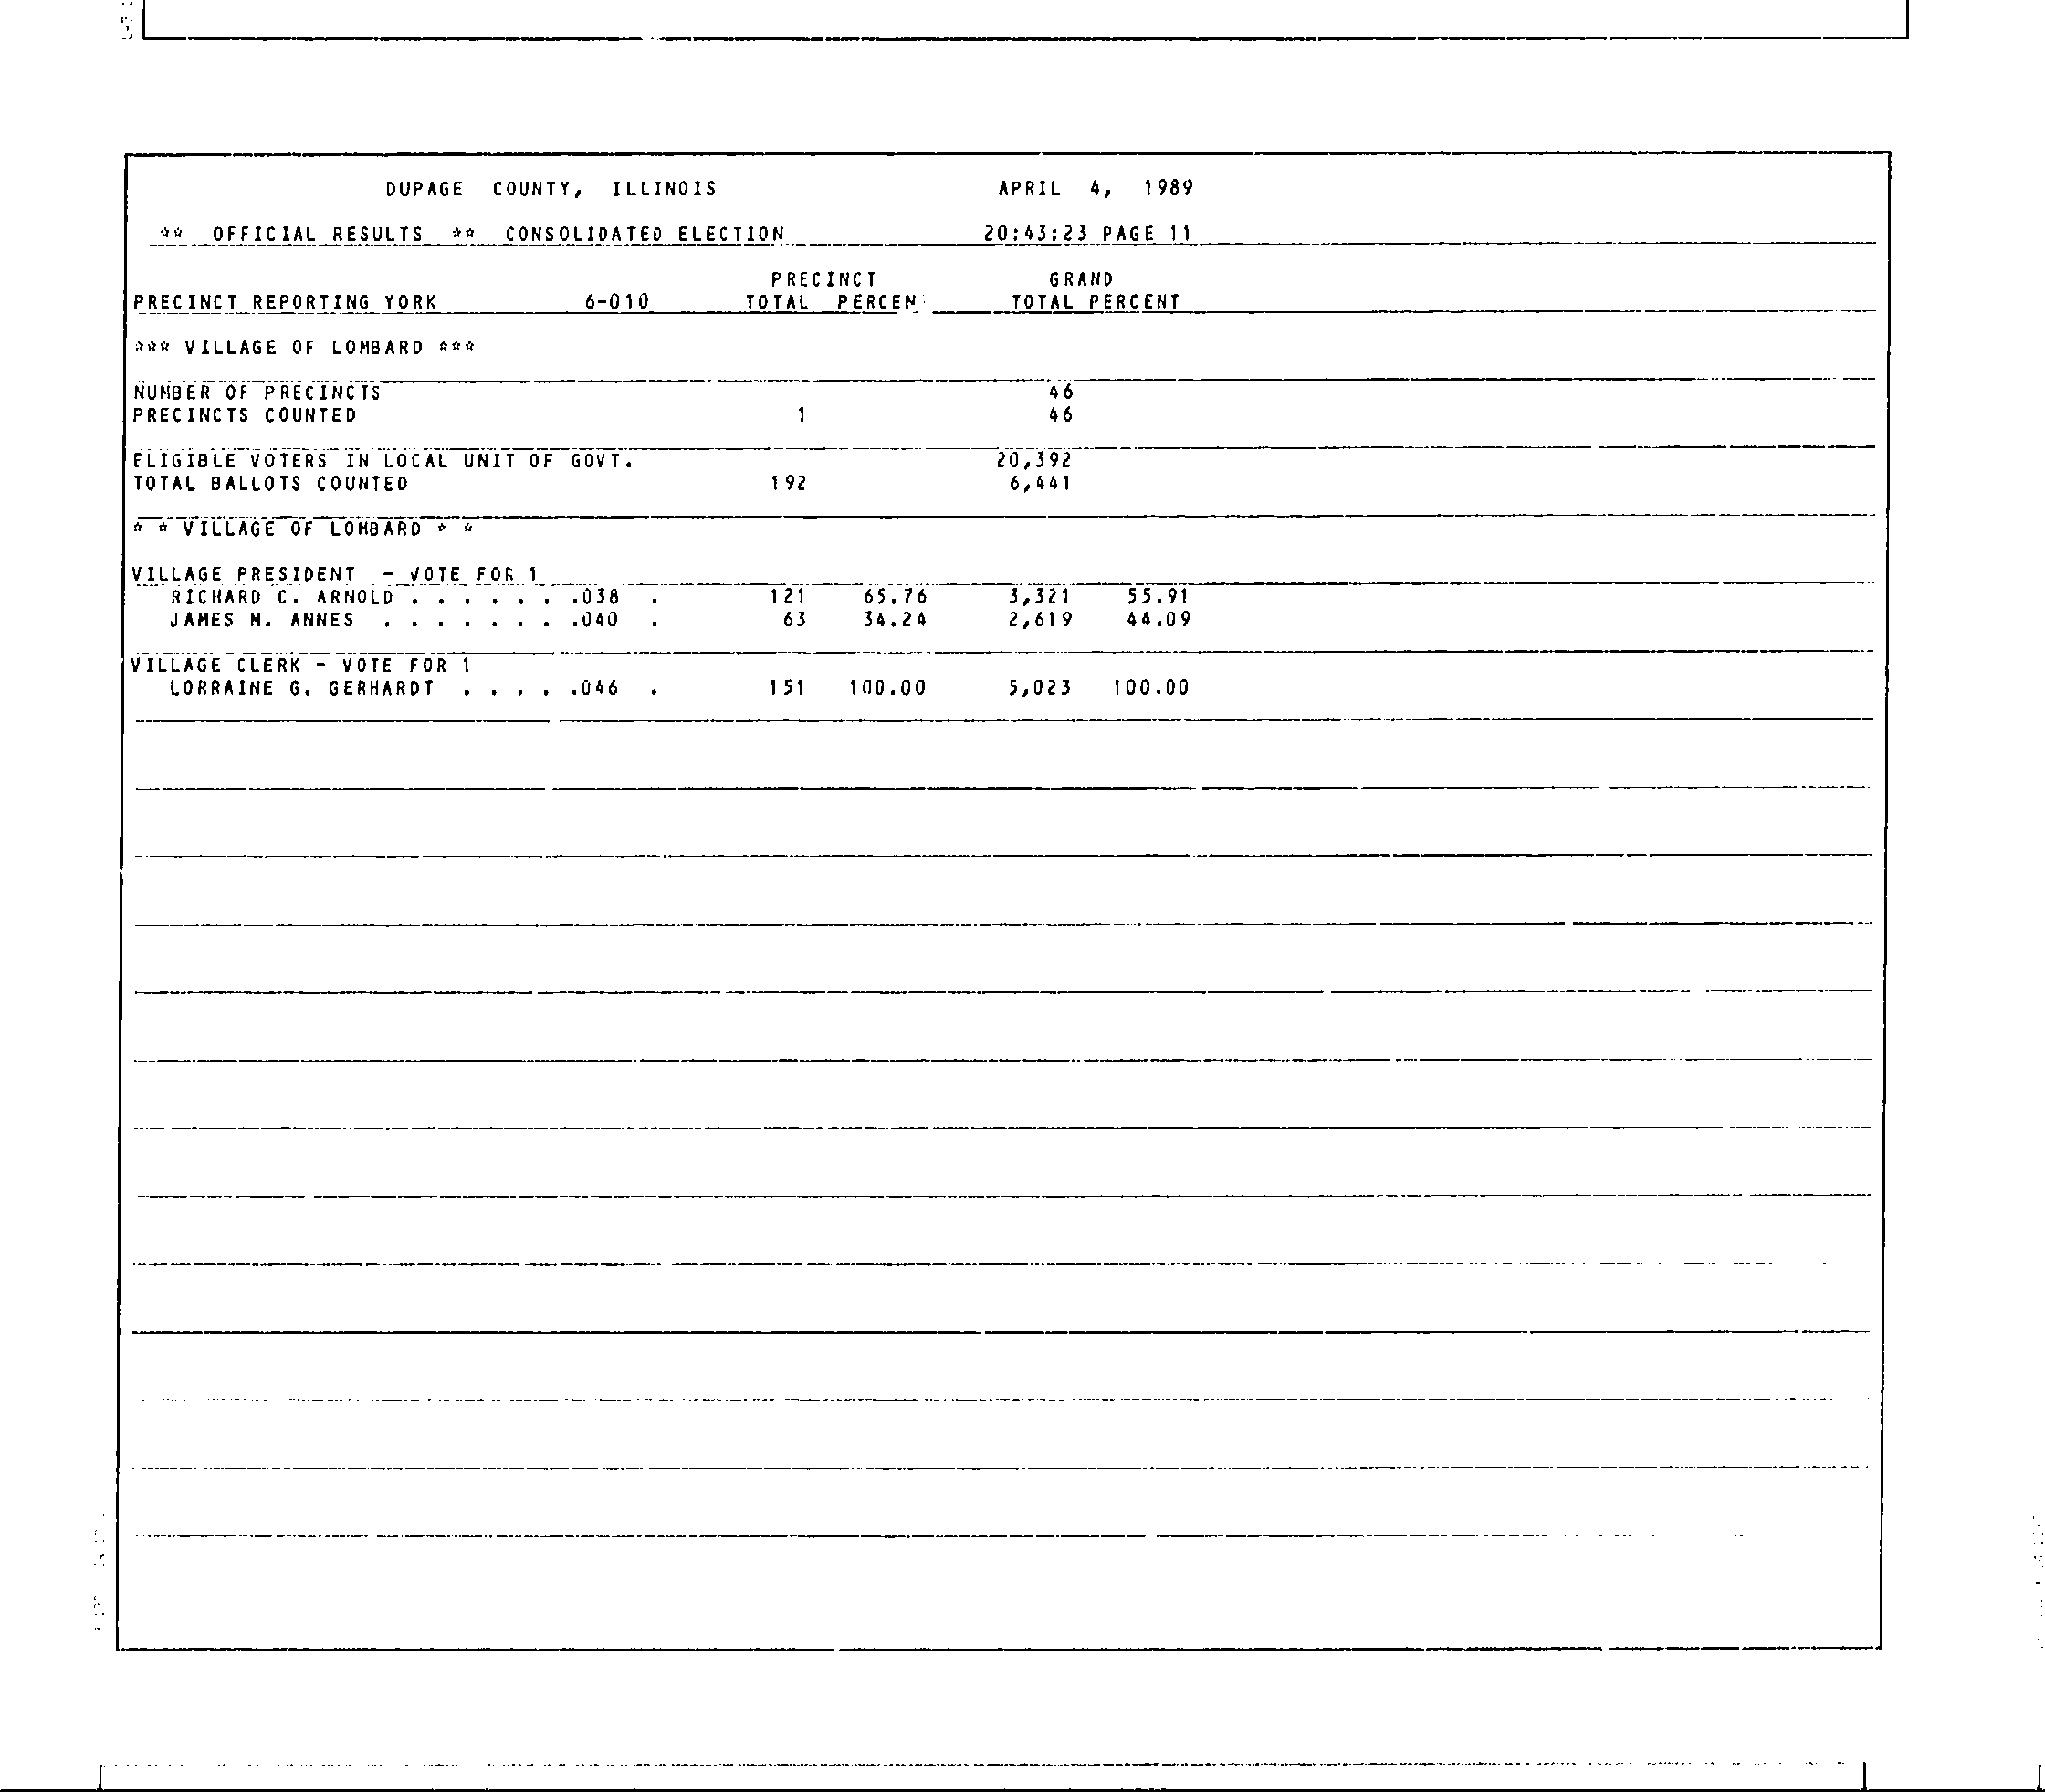 DUPAGE COUNTY, ILLINOIS APRIL 4, 1989
** OFFICIAL RESULTS ** CONSOLIDATED ELECTION 20:43:23 PAGE 11
PRECINCT GRAND
PRECINCT REPORTING YORK 6-010 TOTAL PERCEN TOTAL PERCENT
*** VILLAGE OF LOMBARD ***
NUMBER OF PRECINCTS 46
PRECINCTS COUNTED 1 46
ELIGIBLE VOTERS IN LOCAL UNIT OF GOVT. 20,392
TOTAL BALLOTS COUNTED 192 6,441
* * VILLAGE OF LOMBARD * *
VILLAGE PRESIDENT - VOTE FOR 1
RICHARD C. ARNOLD . . . . . . .038 . 121 65.76 3,321 55.91
JAMES M. ANNES . . . . . . . .040 . 63 34.24 2,619 44.09
VILLAGE CLERK - VOTE FOR 1
LORRAINE G. GERHARDT . . . . .046 . 151 100.00 5,023 100.00